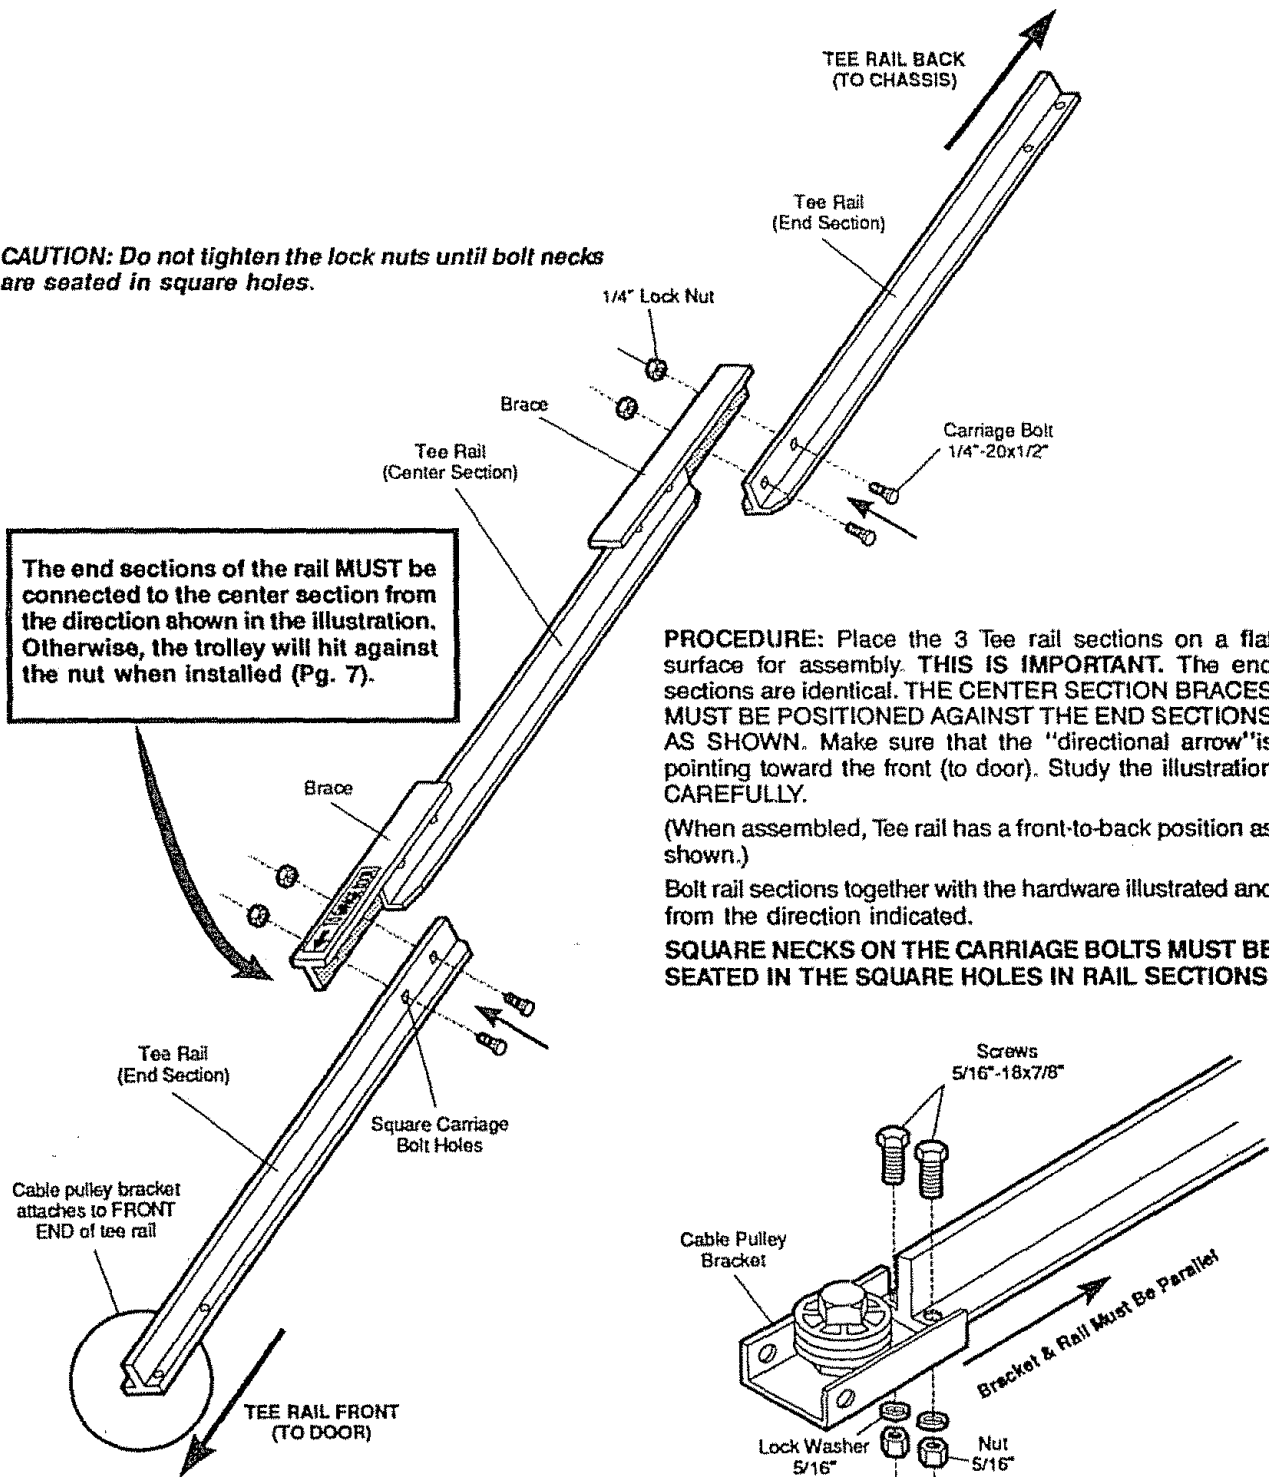 TEE RAIL BACK
(TO CHASSIS)
Tee Rail
(End Section)
CAUTION: Do not tighten the lock nuts until bolt necks
are seated in square holes.
1/4" Lock Nut
Brace
Tee Rail
(Center Section)
Carriage Bolt
1/4"-20x1/2"
The end sections of the rail MUST be
connected to the center section from
the direction shown in the illustration.
Otherwise, the trolley will hit against
the nut when installed (Pg. 7).
PROCEDURE: Place the 3 Tee rail sections on a flat
surface for assembly. THIS IS IMPORTANT. The end
sections are identical. THE CENTER SECTION BRACES
MUST BE POSITIONED AGAINST THE END SECTIONS
AS SHOWN. Make sure that the "directional arrow"is
pointing toward the front (to door). Study the illustration
CAREFULLY.
(When assembled, Tee rail has a front-to-back position as
shown.)
Bolt rail sections together with the hardware illustrated and
from the direction indicated.
SQUARE NECKS ON THE CARRIAGE BOLTS MUST BE
SEATED IN THE SQUARE HOLES IN RAIL SECTIONS
Brace
Tee Rail
(End Section)
Square Carriage
Bolt Holes
Cable pulley bracket
attaches to FRONT
END of tee rail
TEE RAIL FRONT
(TO DOOR)
Screws
5/16"-18x7/8"
Cable Pulley
Bracket
Bracket & Rail Must Be Parallel
Lock Washer
5/16"
Nut
5/16"